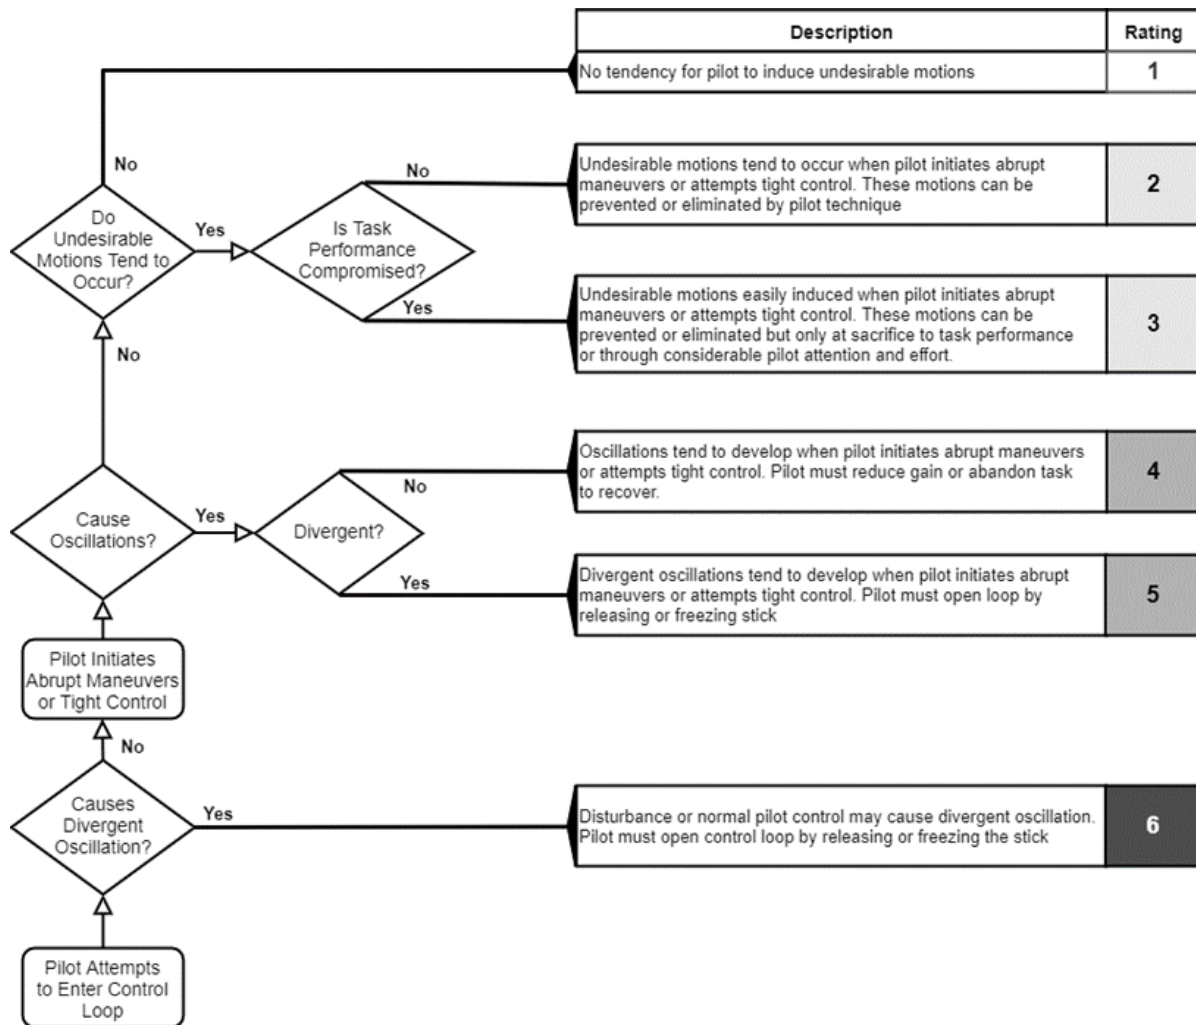 Description Rating
No tendency for pilot to induce undesirable motions
1
No
Undesirable motions tend to occur when pilot initiates abrupt
maneuvers or attempts tight control. These motions can be
prevented or eliminated by pilot technique
2
No
Do
Undesirable
Motions Tend to
Occur?
Yes
Is Task
Performance
Compromised?
Yes
Undesirable motions easily induced when pilot initiates abrupt
maneuvers or attempts tight control. These motions can be
prevented or eliminated but only at sacrifice to task performance
or through considerable pilot attention and effort.
3
No
Oscillations tend to develop when pilot initiates abrupt maneuvers
or attempts tight control. Pilot must reduce gain or abandon task
to recover.
4
No
Cause
Oscillations?
Yes
Divergent?
Yes
Divergent oscillations tend to develop when pilot initiates abrupt
maneuvers or attempts tight control. Pilot must open loop by
releasing or freezing stick
5
Pilot Initiates
Abrupt Maneuvers
or Tight Control
No
Causes
Divergent
Oscillation?
Yes
Disturbance or normal pilot control may cause divergent oscillation.
Pilot must open control loop by releasing or freezing the stick
6
Pilot Attempts
to Enter Control
Loop